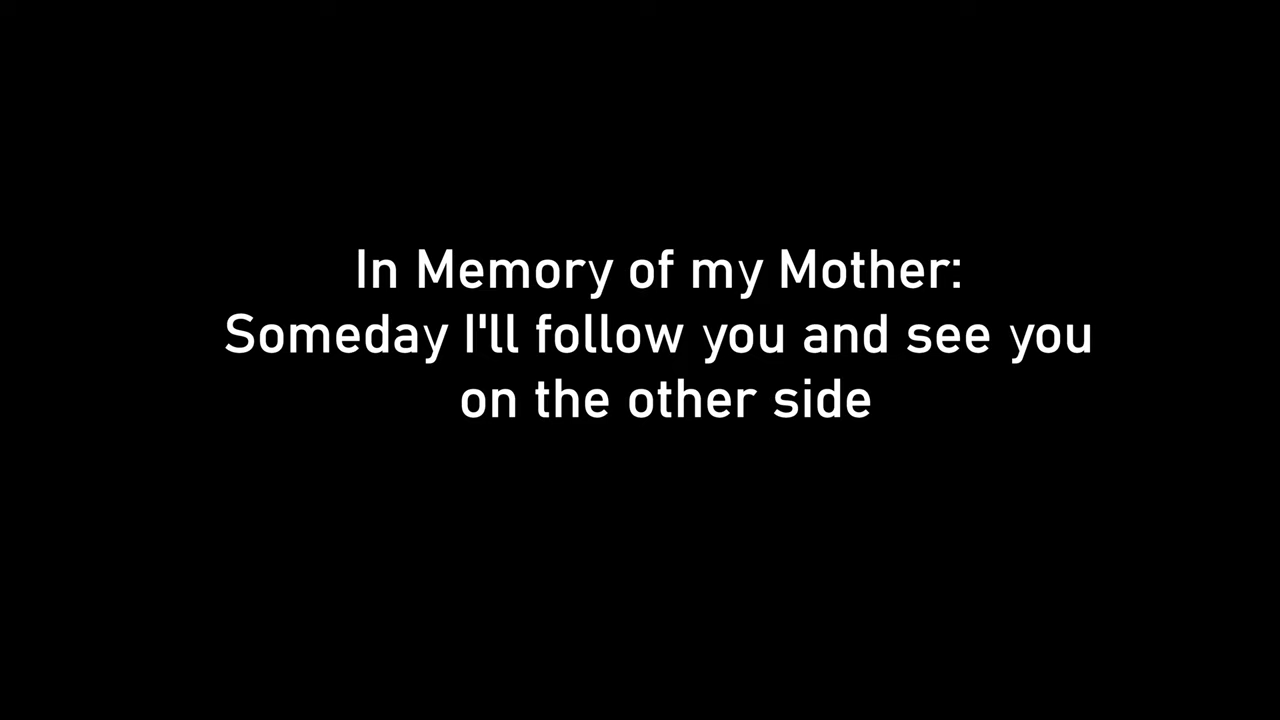 In Memory of my Mother:
Someday I'll follow you and see you
on the other side